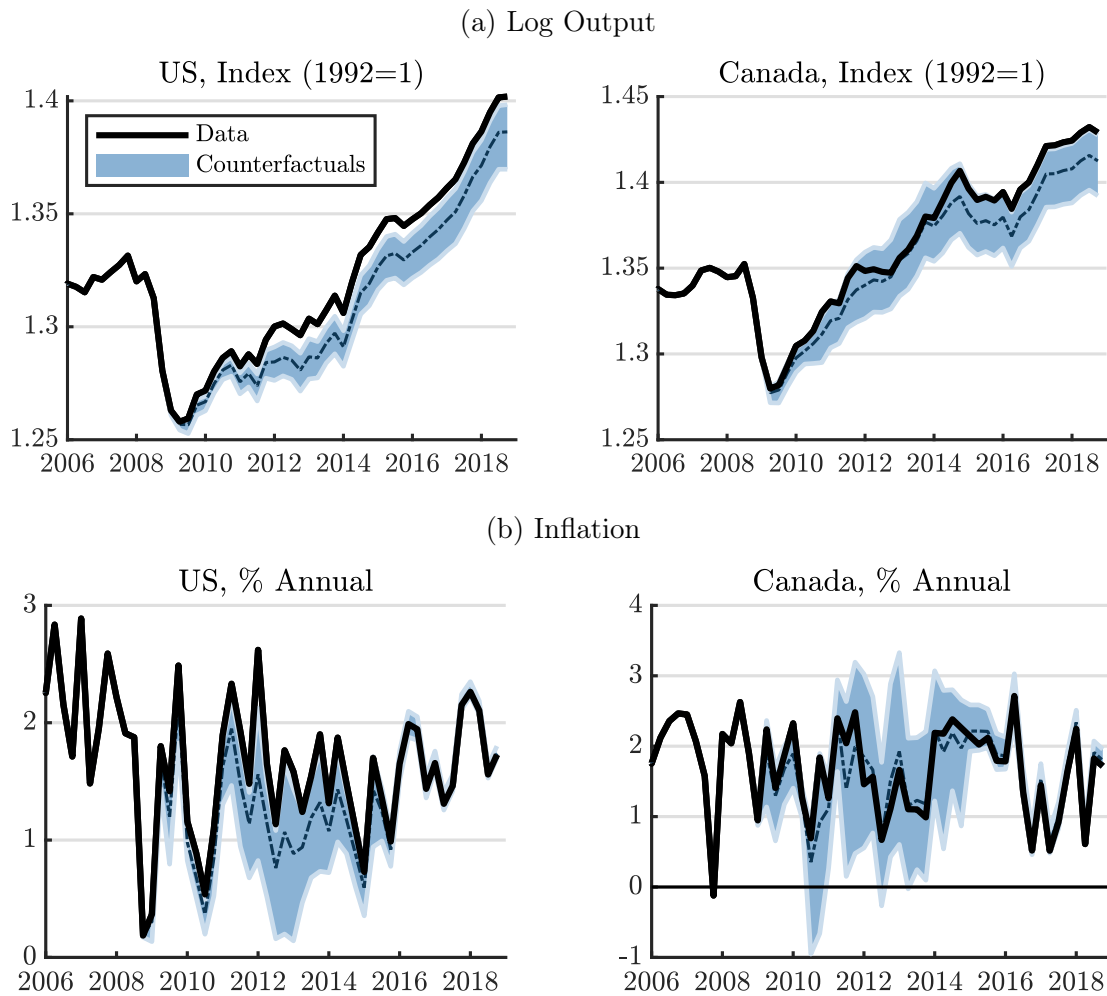 (a) Log Output
US, Index (1992=1)
Canada, Index (1992=1)
1.4
1.35
1.3
1.25
Data
Counterfactuals
2006 2008 2010 2012 2014 2016 2018
1.45
1.4
1.35
1.3
1.25
2006 2008 2010 2012 2014 2016 2018
(b) Inflation
US, % Annual
Canada, % Annual
3
2
1
0
2006 2008 2010 2012 2014 2016 2018
4
3
2
1
0
-1
2006 2008 2010 2012 2014 2016 2018